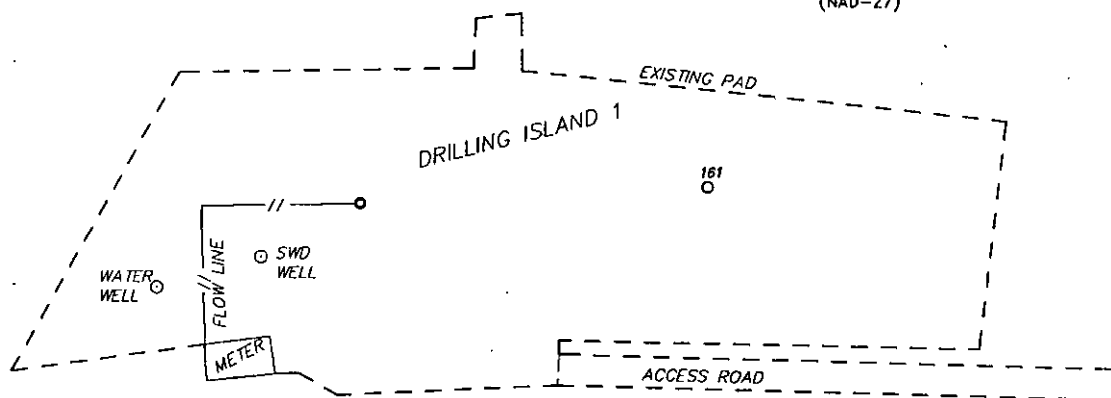 (NAD-27)
EXISTING PAD
DRILLING ISLAND 1
161
SWD
WELL
WATER
WELL
FLOW LINE
METER
ACCESS ROAD